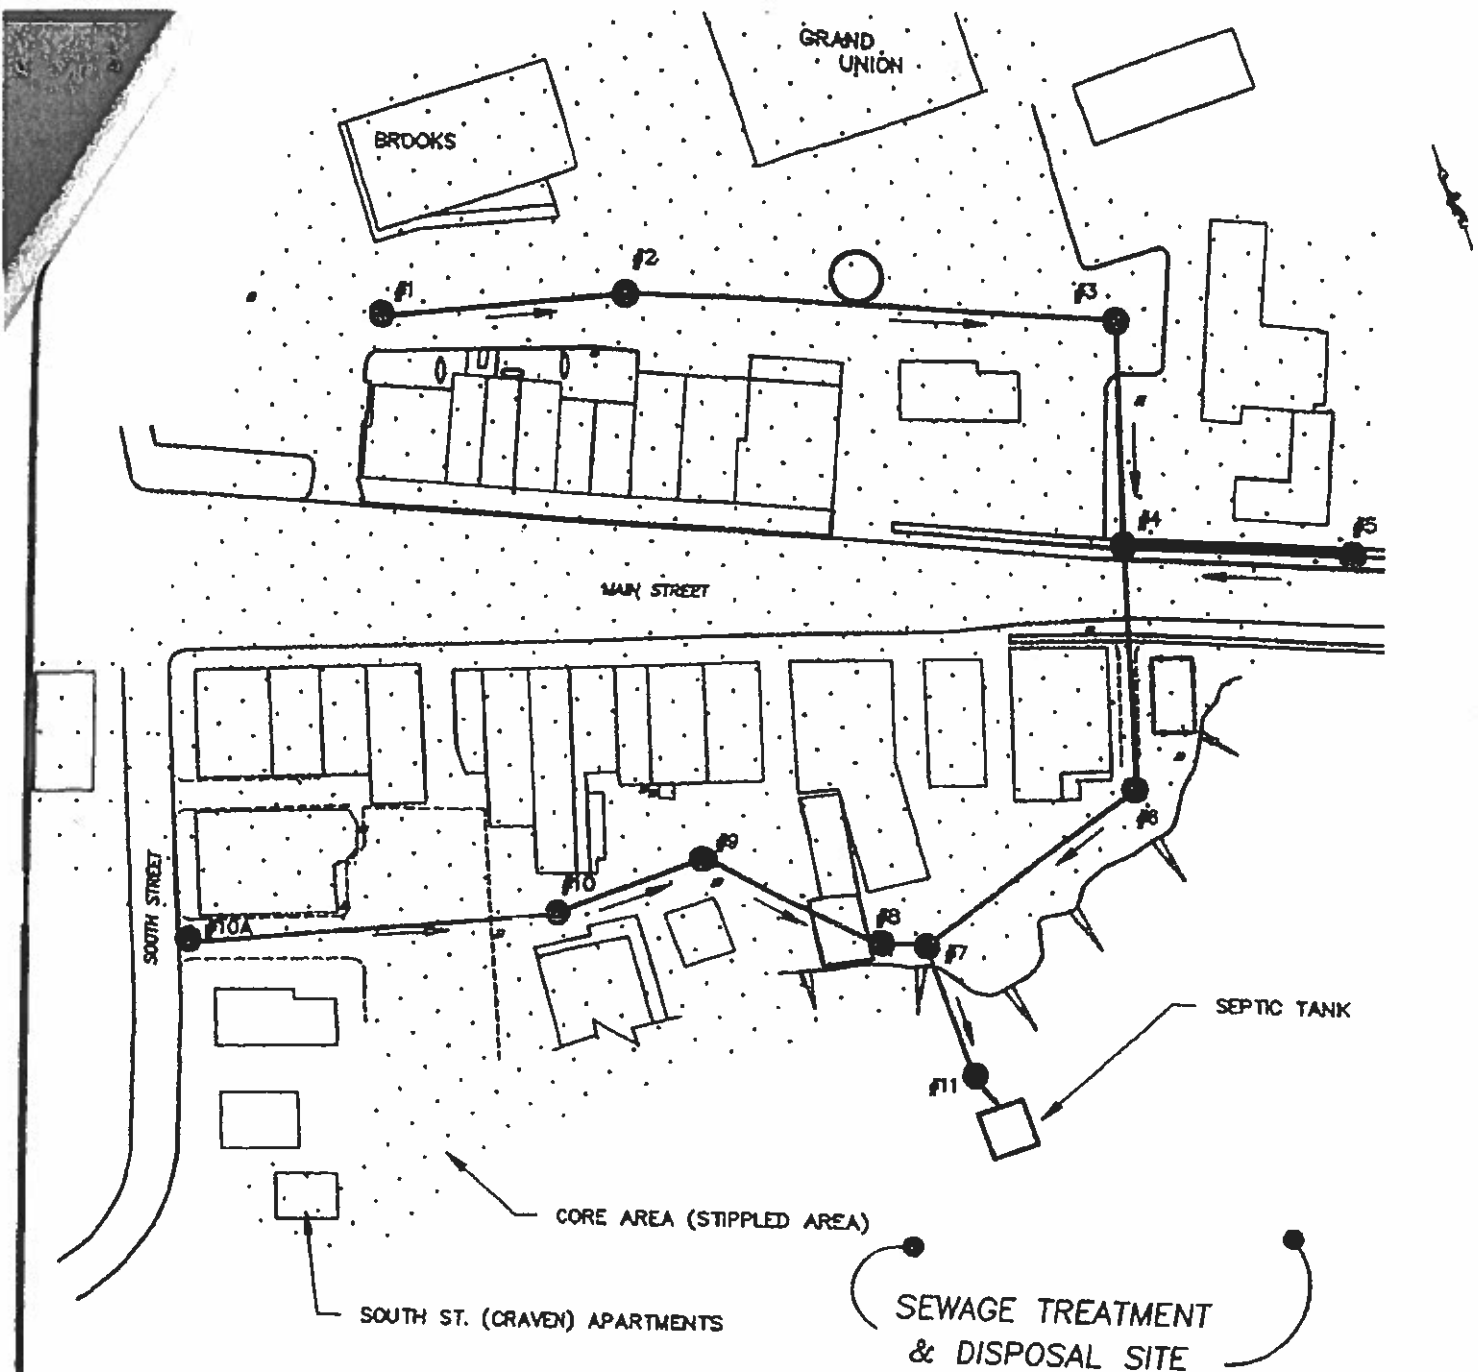 GRAND
UNION
BROOKS
#2
#1
#3
#4
#5
MAIN STREET
#6
#9
#10
SOUTH STREET
#10A
#8
#7
SEPTIC TANK
#11
CORE AREA (STIPPLED AREA)
SOUTH ST. (CRAVEN) APARTMENTS
SEWAGE TREATMENT
& DISPOSAL SITE